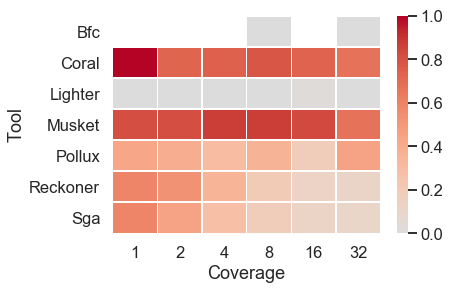 Tool
Bfc
Coral
Lighter
Musket
Pollux
Reckoner
Sga
1 2 4 8 16 32
Coverage
1.0
0.8
0.6
0.4
0.2
0.0